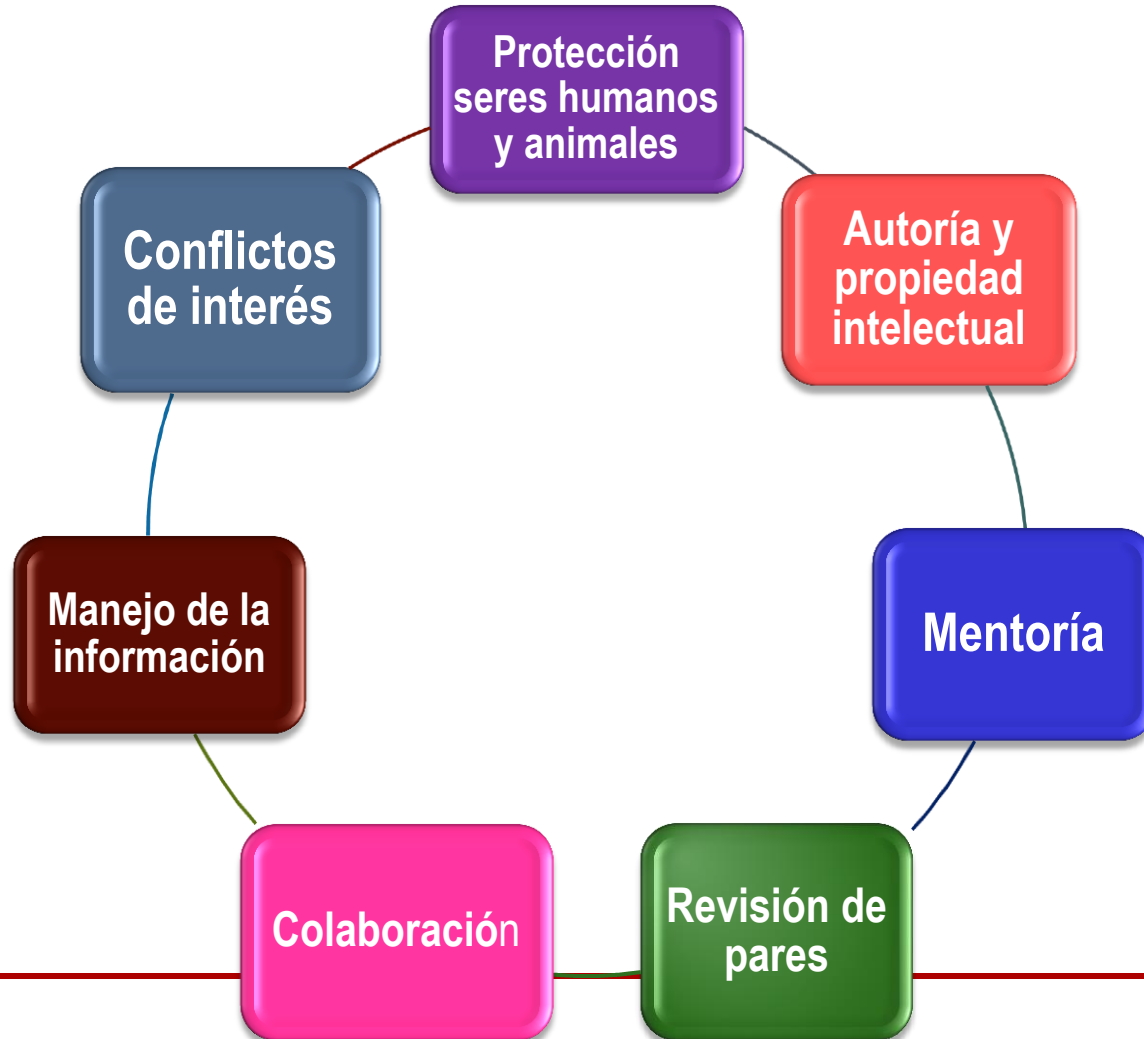 Protección
seres humanos
y animales
Autoría y
propiedad
intelectual
Mentoría
Revisión de
pares
Colaboración
Manejo de la
información
Conflictos
de interés